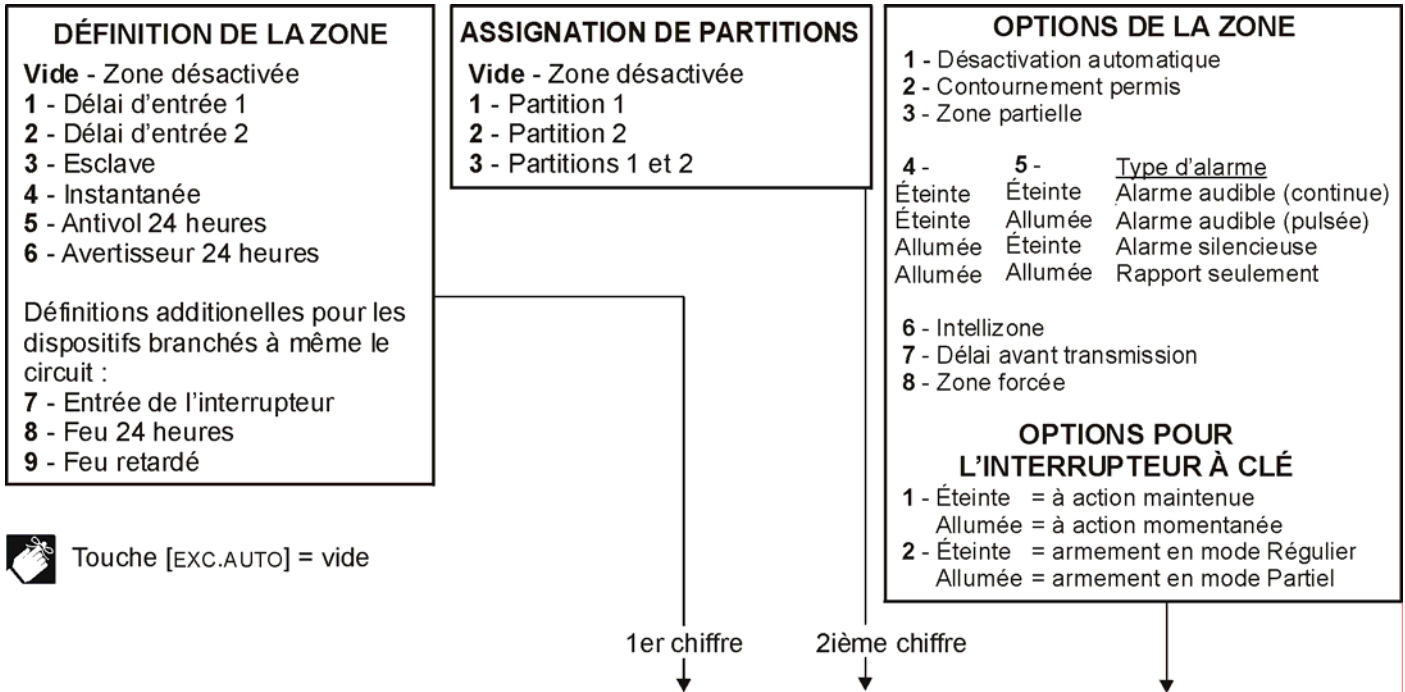 DÉFINITION DE LA ZONE
Vide - Zone désactivée
1 - Délai d'entrée 1
2 - Délai d'entrée 2
3 - Esclave
4 - Instantanée
5 - Antivol 24 heures
6 - Avertisseur 24 heures
Définitions additionelles pour les
dispositifs branchés à même le
circuit :
7 - Entrée de l'interrupteur
8 - Feu 24 heures
9 - Feu retardé
Touche [EXC.AUTO] = vide
ASSIGNATION DE PARTITIONS
Vide - Zone désactivée
1 - Partition 1
2 - Partition 2
3 - Partitions 1 et 2
OPTIONS DE LA ZONE
1 - Désactivation automatique
2 - Contournement permis
3 - Zone partielle
4 - 5 - Type d'alarme
Éteinte Éteinte Alarme audible (continue)
Éteinte Allumée Alarme audible (pulsée)
Allumée Éteinte Alarme silencieuse
Allumée Allumée Rapport seulement
6 - Intellizone
7 - Délai avant transmission
8 - Zone forcée
OPTIONS POUR
L'INTERRUPTEUR À CLÉ
1 - Éteinte = à action maintenue
Allumée = à action momentanée
2 - Éteinte = armement en mode Régulier
Allumée = armement en mode Partiel
1er chiffre
2ième chiffre